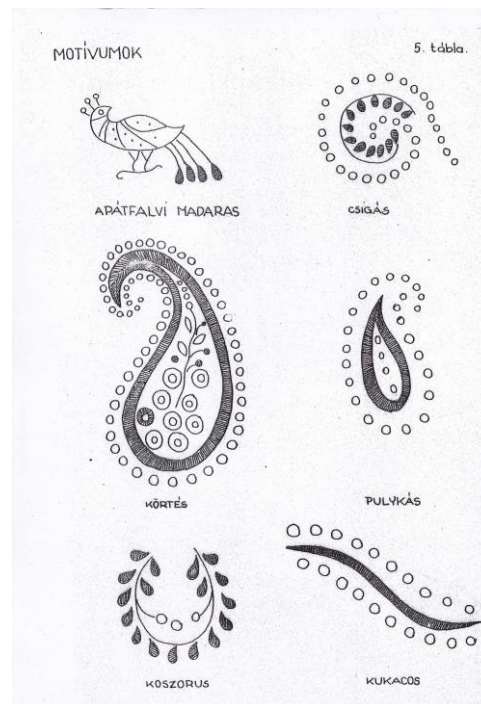 MOTÍVUMOK
5. tábla.
APÁTFALVI MADARAS
CSIGÁS
KÖRTÉS
PULYKÁS
KOSZORUS
KUKACOS